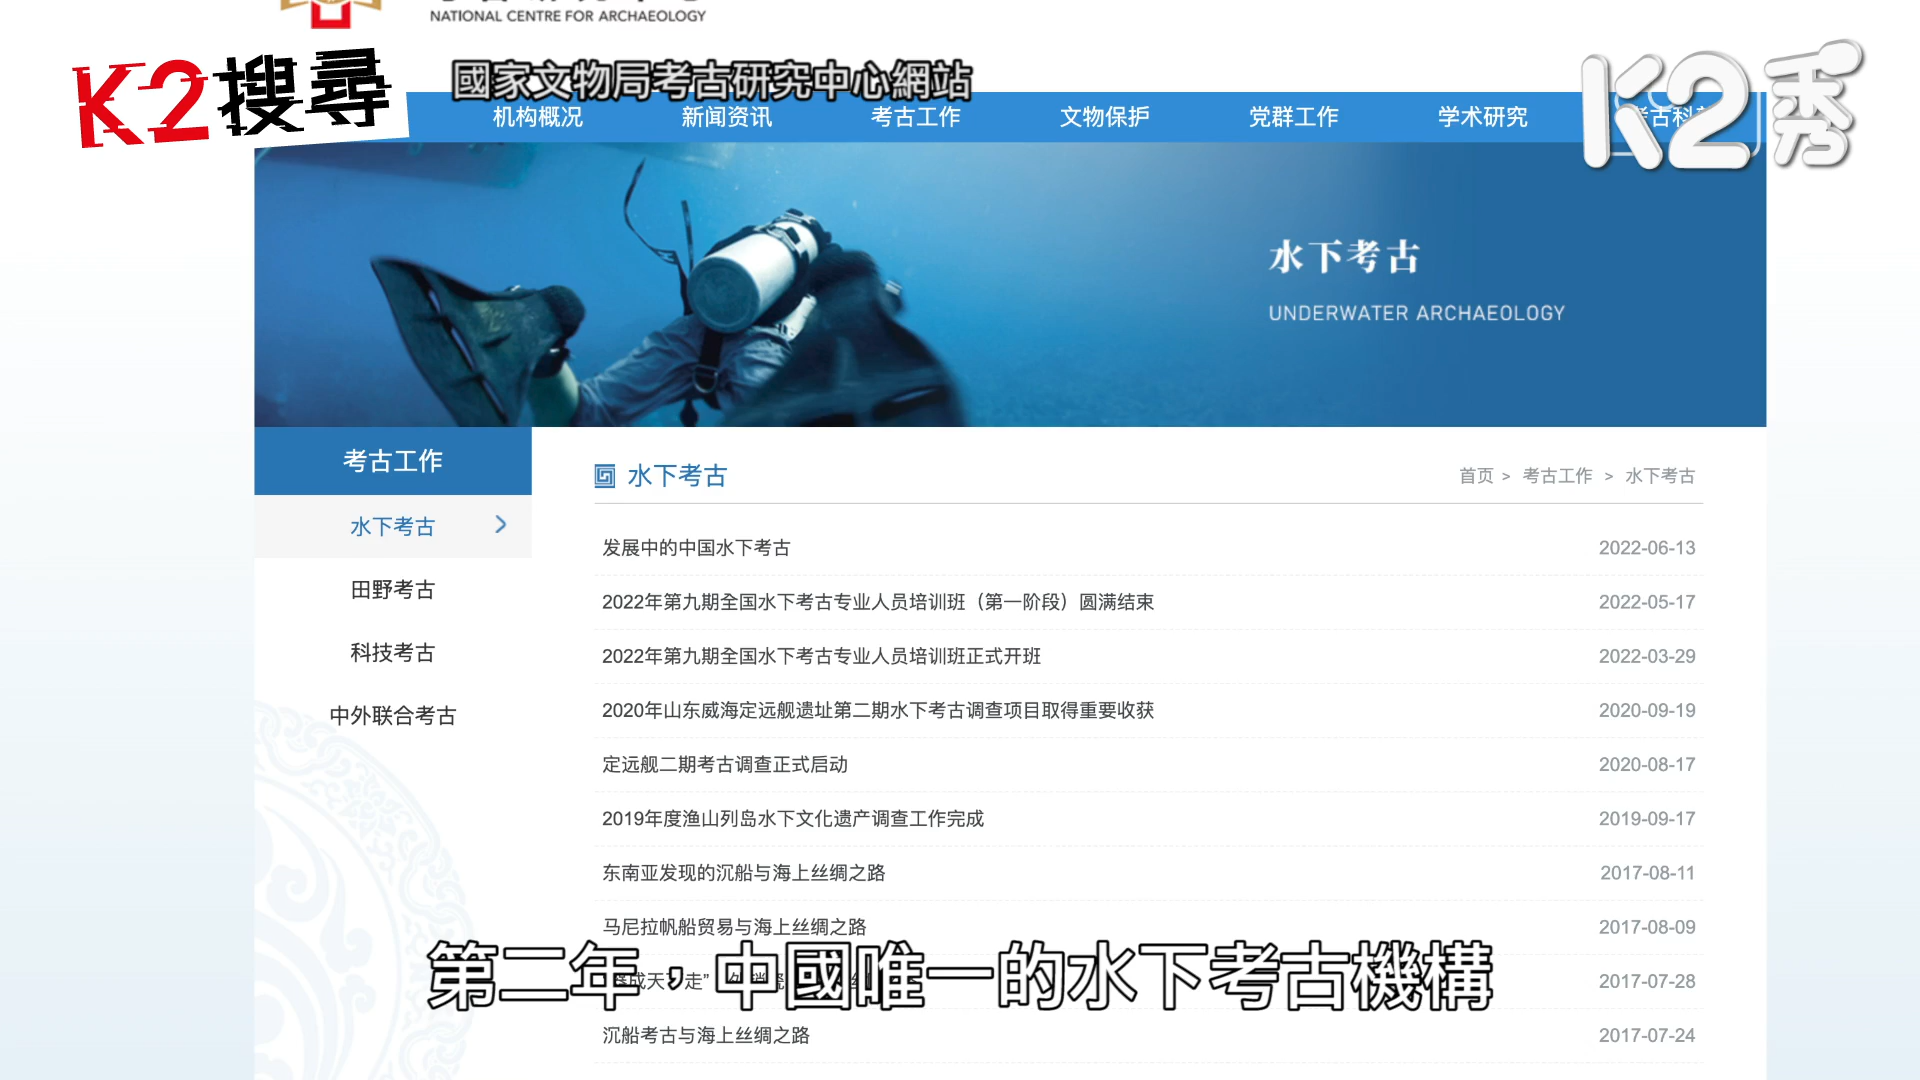 NATIONAL CENTRE FOR ARCHAEOLOGY
K2搜尋
國家文物局考古研究中心網站
K2秀
机构概况 新闻资讯 考古工作 文物保护 党群工作 学术研究 考古科
水下考古
UNDERWATER ARCHAEOLOGY
考古工作
水下考古
田野考古
科技考古
中外联合考古
水下考古
首页 > 考古工作 > 水下考古
发展中的中国水下考古 2022-06-13
2022年第九期全国水下考古专业人员培训班（第一阶段）圆满结束 2022-05-17
2022年第九期全国水下考古专业人员培训班正式开班 2022-03-29
2020年山东威海定远舰遗址第二期水下考古调查项目取得重要收获 2020-09-19
定远舰二期考古调查正式启动 2020-08-17
2019年度渔山列岛水下文化遗产调查工作完成 2019-09-17
东南亚发现的沉船与海上丝绸之路 2017-08-11
马尼拉帆船贸易与海上丝绸之路 2017-08-09
2017-07-28
沉船考古与海上丝绸之路 2017-07-24
第二年，中國唯一的水下考古機構